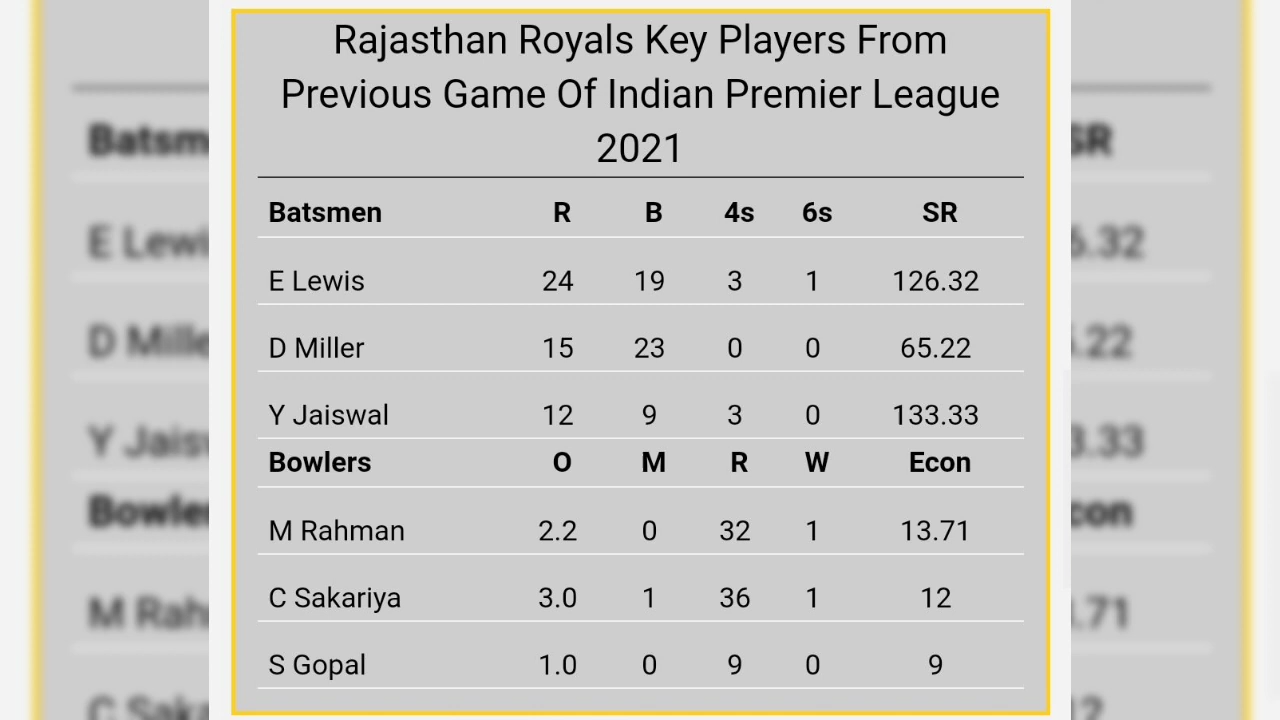 Rajasthan Royals Key Players From
Previous Game Of Indian Premier League
2021
Batsmen R B 4s 6s SR
E Lewis 24 19 3 1 126.32
D Miller 15 23 0 0 65.22
Y Jaiswal 12 9 3 0 133.33
Bowlers O M R W Econ
M Rahman 2.2 0 32 1 13.71
C Sakariya 3.0 1 36 1 12
S Gopal 1.0 0 9 0 9